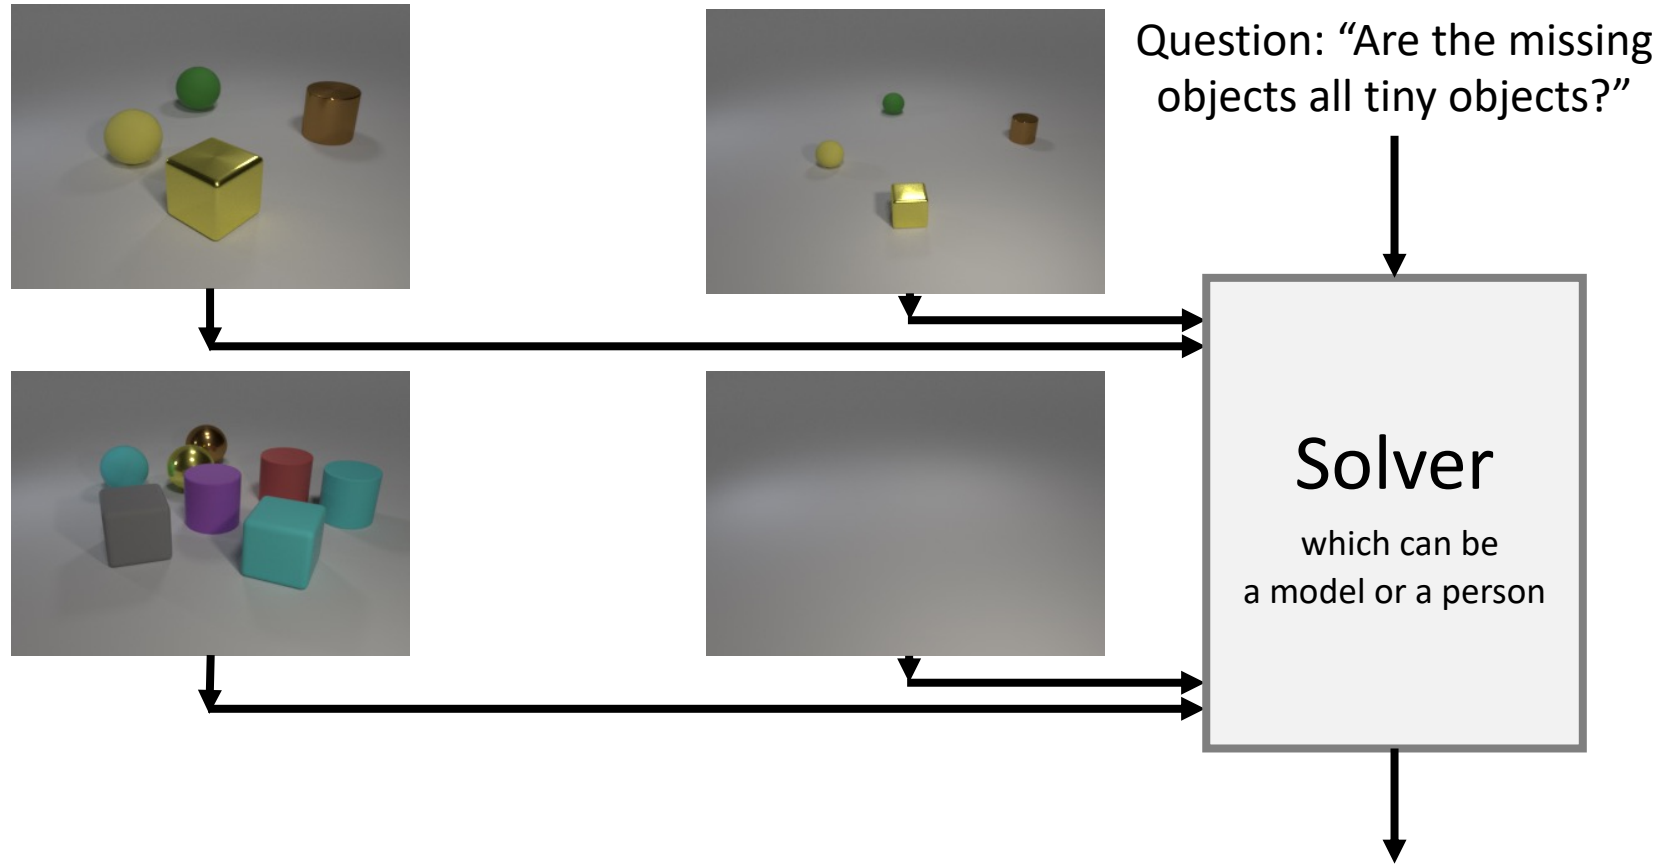 Question: “Are the missing
objects all tiny objects?”
Solver
which can be
a model or a person